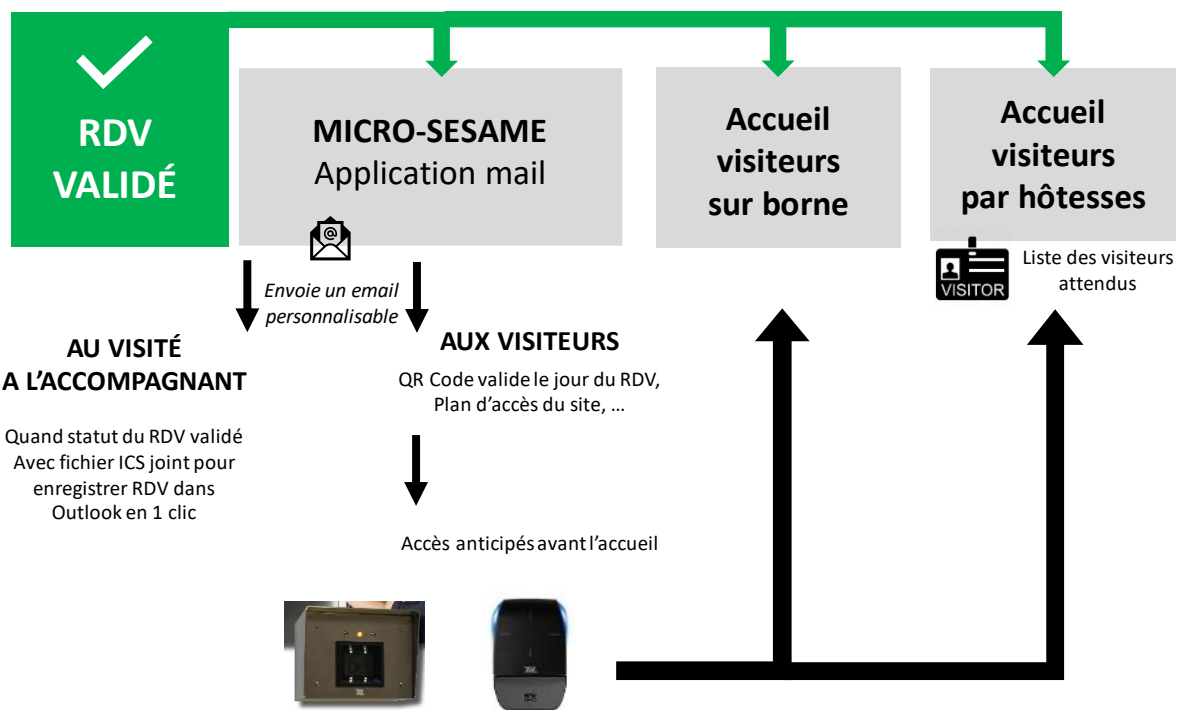 RDV
VALIDÉ
MICRO-SESAME
Application mail
@
Accueil
visiteurs
sur borne
Accueil
visiteurs
par hôtesses
VISITOR
Liste des visiteurs
attendus
Envoie un email
personnalisable
AU VISITÉ
A L’ACCOMPAGNANT
Quand statut du RDV validé
Avec fichier ICS joint pour
enregistrer RDV dans
Outlook en 1 clic
AUX VISITEURS
QR Code valide le jour du RDV,
Plan d’accès du site, ...
Accès anticipés avant l’accueil